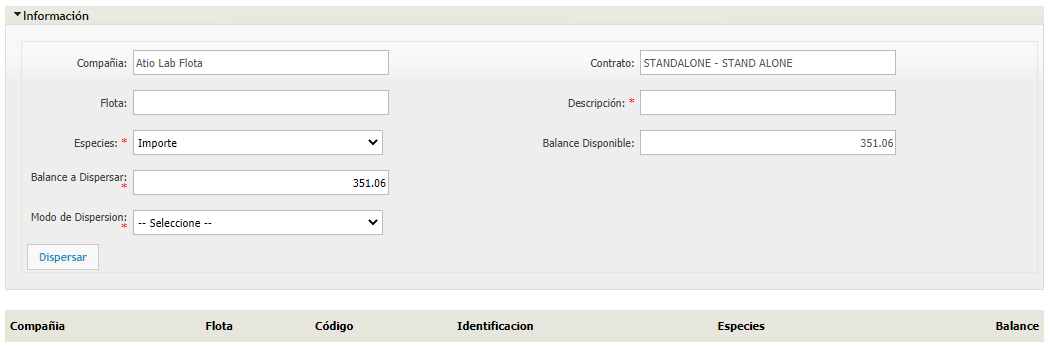 Información
Compañia: Atio Lab Flota Contrato: STANDALONE - STAND ALONE
Flota: Descripción: *
Especies: * Importe Balance Disponible: 351.06
Balance a Dispersar: * 351.06
Modo de Dispersion: * -- Seleccione --
Dispersar
Compañia Flota Código Identificacion Especies Balance